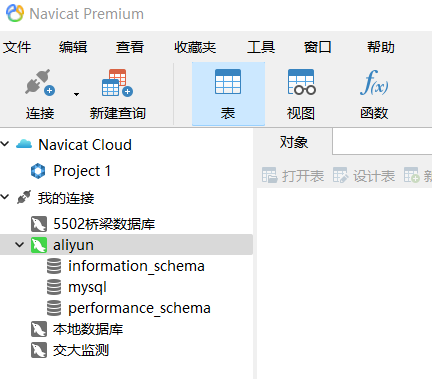 Navicat Premium
文件 编辑 查看 收藏夹 工具 窗口 帮助
连接 新建查询 表 视图 f(x) 函数
Navicat Cloud
Project 1
我的连接
5502桥梁数据库
aliyun
information_schema
mysql
performance_schema
本地数据库
交大监测
对象
打开表 设计表